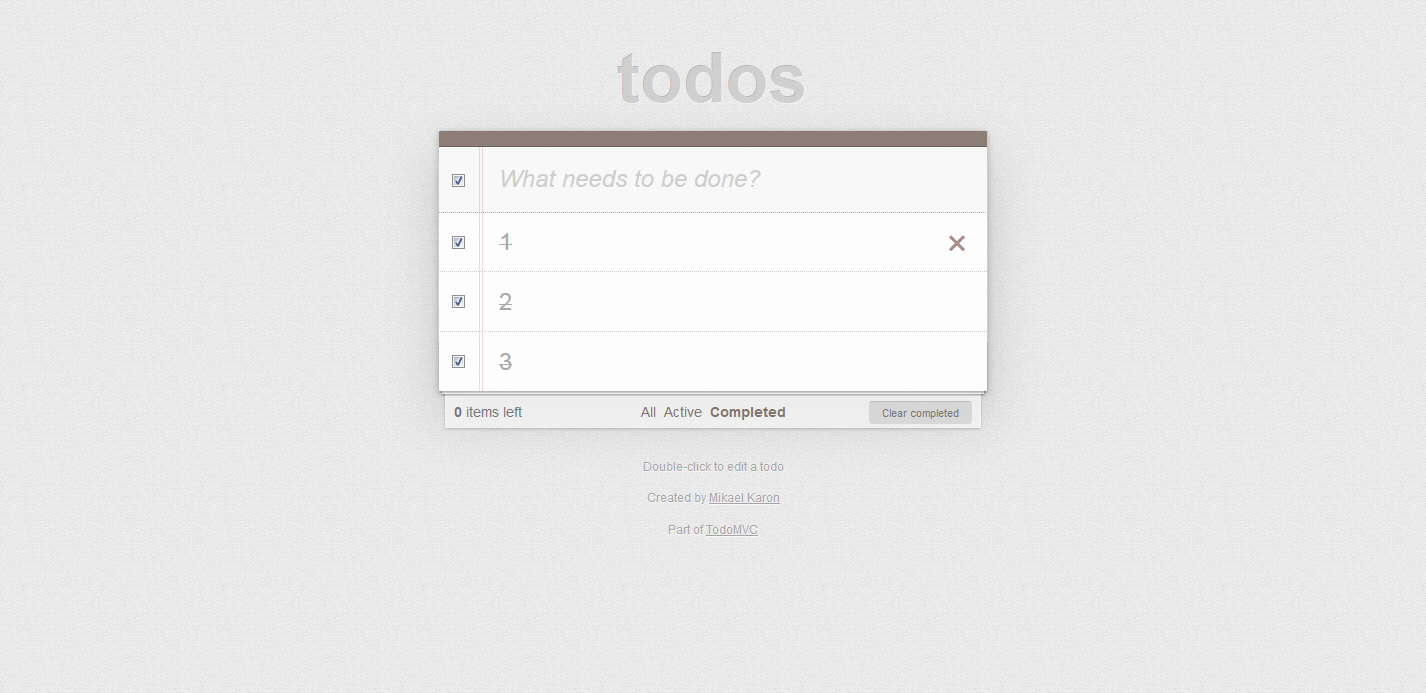 todos
What needs to be done?
1
2
3
0 items left All Active Completed Clear completed
Double-click to edit a todo
Created by Mikael Karon
Part of TodoMVC